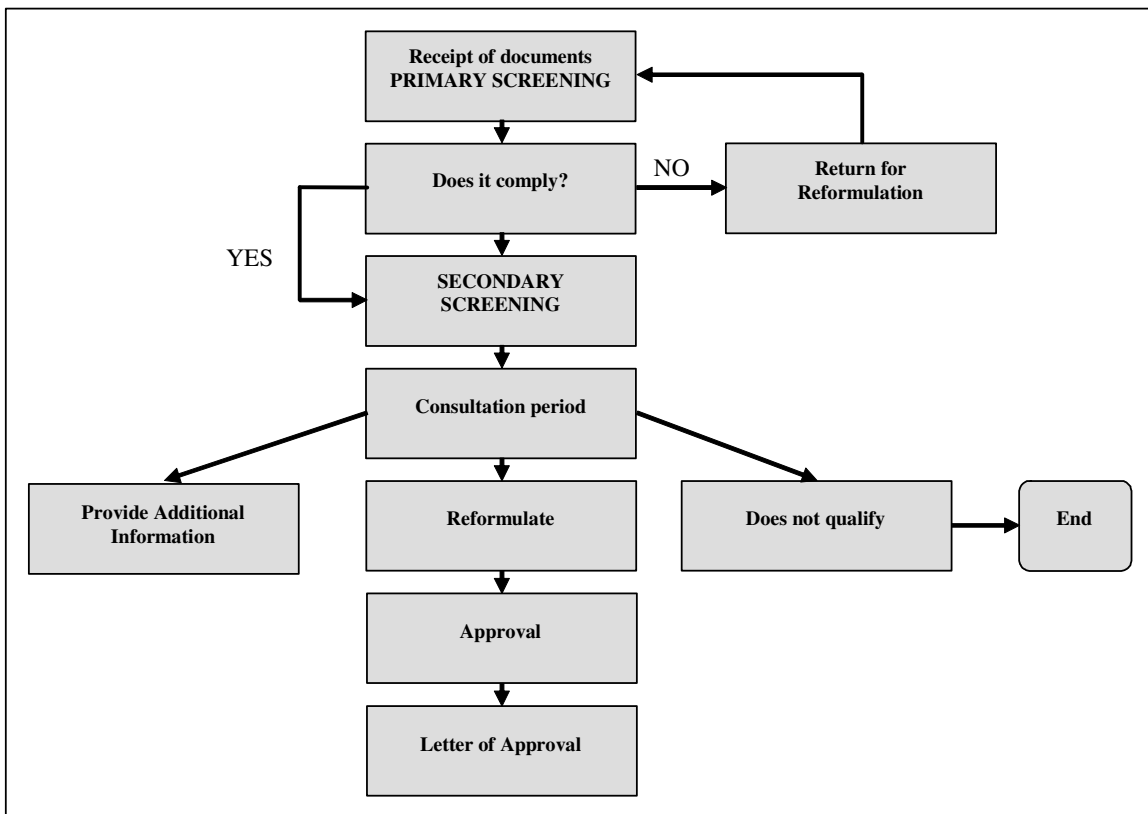 Receipt of documents
PRIMARY SCREENING
Does it comply?
NO
Return for
Reformulation
YES
SECONDARY
SCREENING
Consultation period
Provide Additional
Information
Reformulate
Does not qualify
End
Approval
Letter of Approval